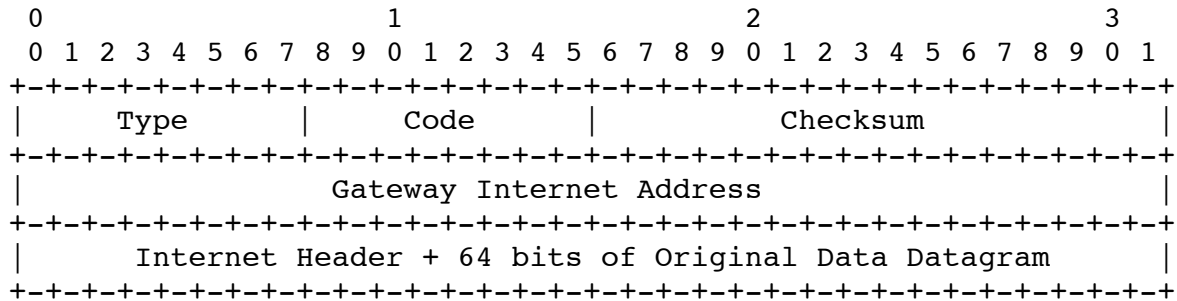 0                   1                   2                   3
 0 1 2 3 4 5 6 7 8 9 0 1 2 3 4 5 6 7 8 9 0 1 2 3 4 5 6 7 8 9 0 1
+-+-+-+-+-+-+-+-+-+-+-+-+-+-+-+-+-+-+-+-+-+-+-+-+-+-+-+-+-+-+-+-+
|     Type      |     Code      |          Checksum             |
+-+-+-+-+-+-+-+-+-+-+-+-+-+-+-+-+-+-+-+-+-+-+-+-+-+-+-+-+-+-+-+-+
|                 Gateway Internet Address                      |
+-+-+-+-+-+-+-+-+-+-+-+-+-+-+-+-+-+-+-+-+-+-+-+-+-+-+-+-+-+-+-+-+
|      Internet Header + 64 bits of Original Data Datagram      |
+-+-+-+-+-+-+-+-+-+-+-+-+-+-+-+-+-+-+-+-+-+-+-+-+-+-+-+-+-+-+-+-+